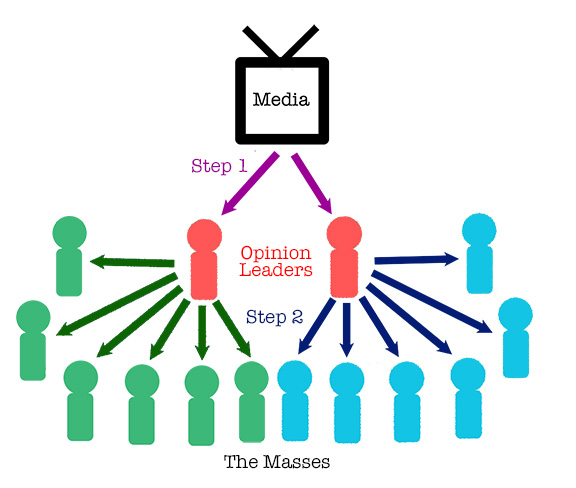 Media
Step 1
Opinion
Leaders
Step 2
The Masses